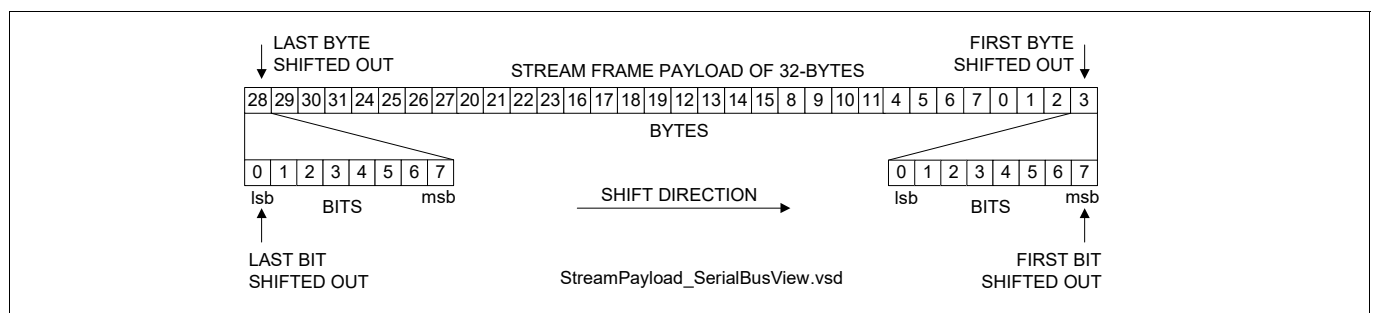 LAST BYTE
SHIFTED OUT
FIRST BYTE
SHIFTED OUT
STREAM FRAME PAYLOAD OF 32-BYTES
28 29 30 31 24 25 26 27 20 21 22 23 16 17 18 19 12 13 14 15 8 9 10 11 4 5 6 7 0 1 2 3
BYTES
0 1 2 3 4 5 6 7
lsb
BITS
msb
SHIFT DIRECTION
0 1 2 3 4 5 6 7
lsb
BITS
msb
LAST BIT
SHIFTED OUT
StreamPayload_SerialBusView.vsd
FIRST BIT
SHIFTED OUT